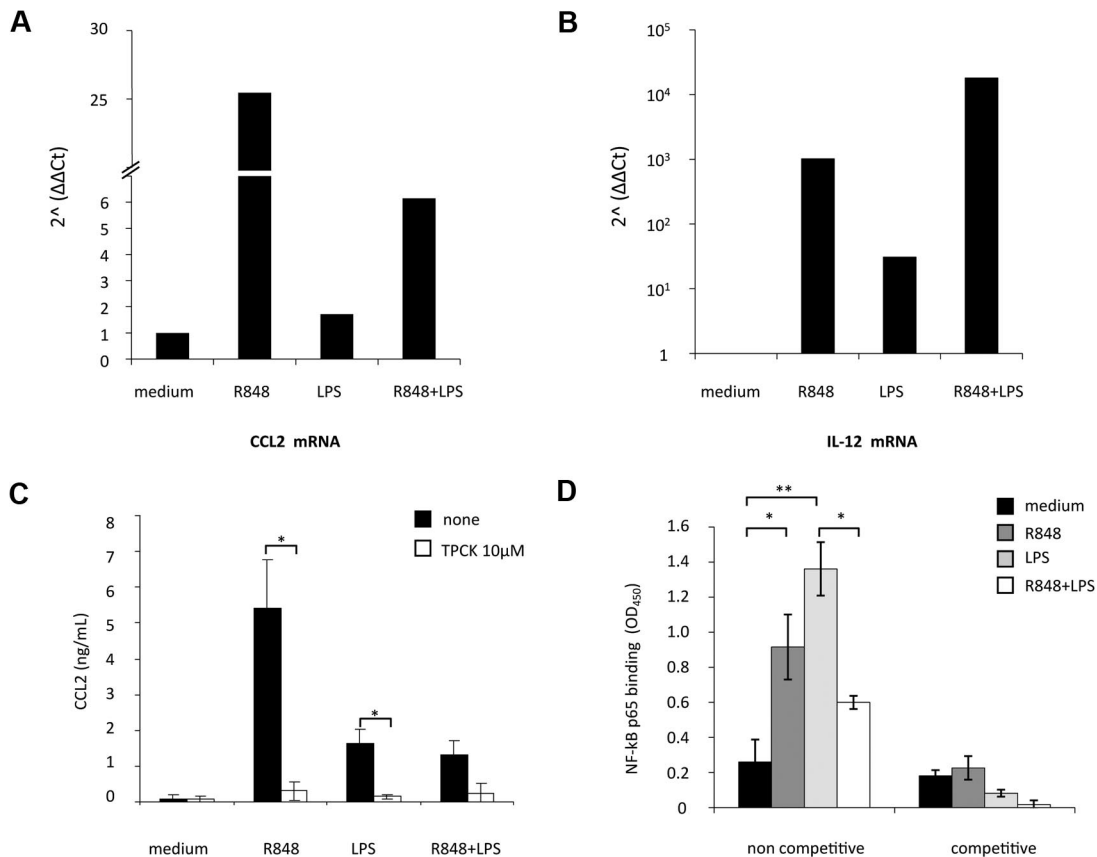 A
30
25
6
5
4
3
2
1
0
2^ (ΔΔCt)
medium R848 LPS R848+LPS
CCL2 mRNA
B
10⁵
10⁴
10³
10²
10¹
1
2^ (ΔΔCt)
medium R848 LPS R848+LPS
IL-12 mRNA
C
8
7
6
5
4
3
2
1
0
CCL2 (ng/mL)
none
TPCK 10μM
*
*
medium R848 LPS R848+LPS
D
1.6
1.4
1.2
1.0
0.8
0.6
0.4
0.2
0
NF-kB p65 binding (OD₄₅₀)
medium
R848
LPS
R848+LPS
**
*
*
non competitive competitive